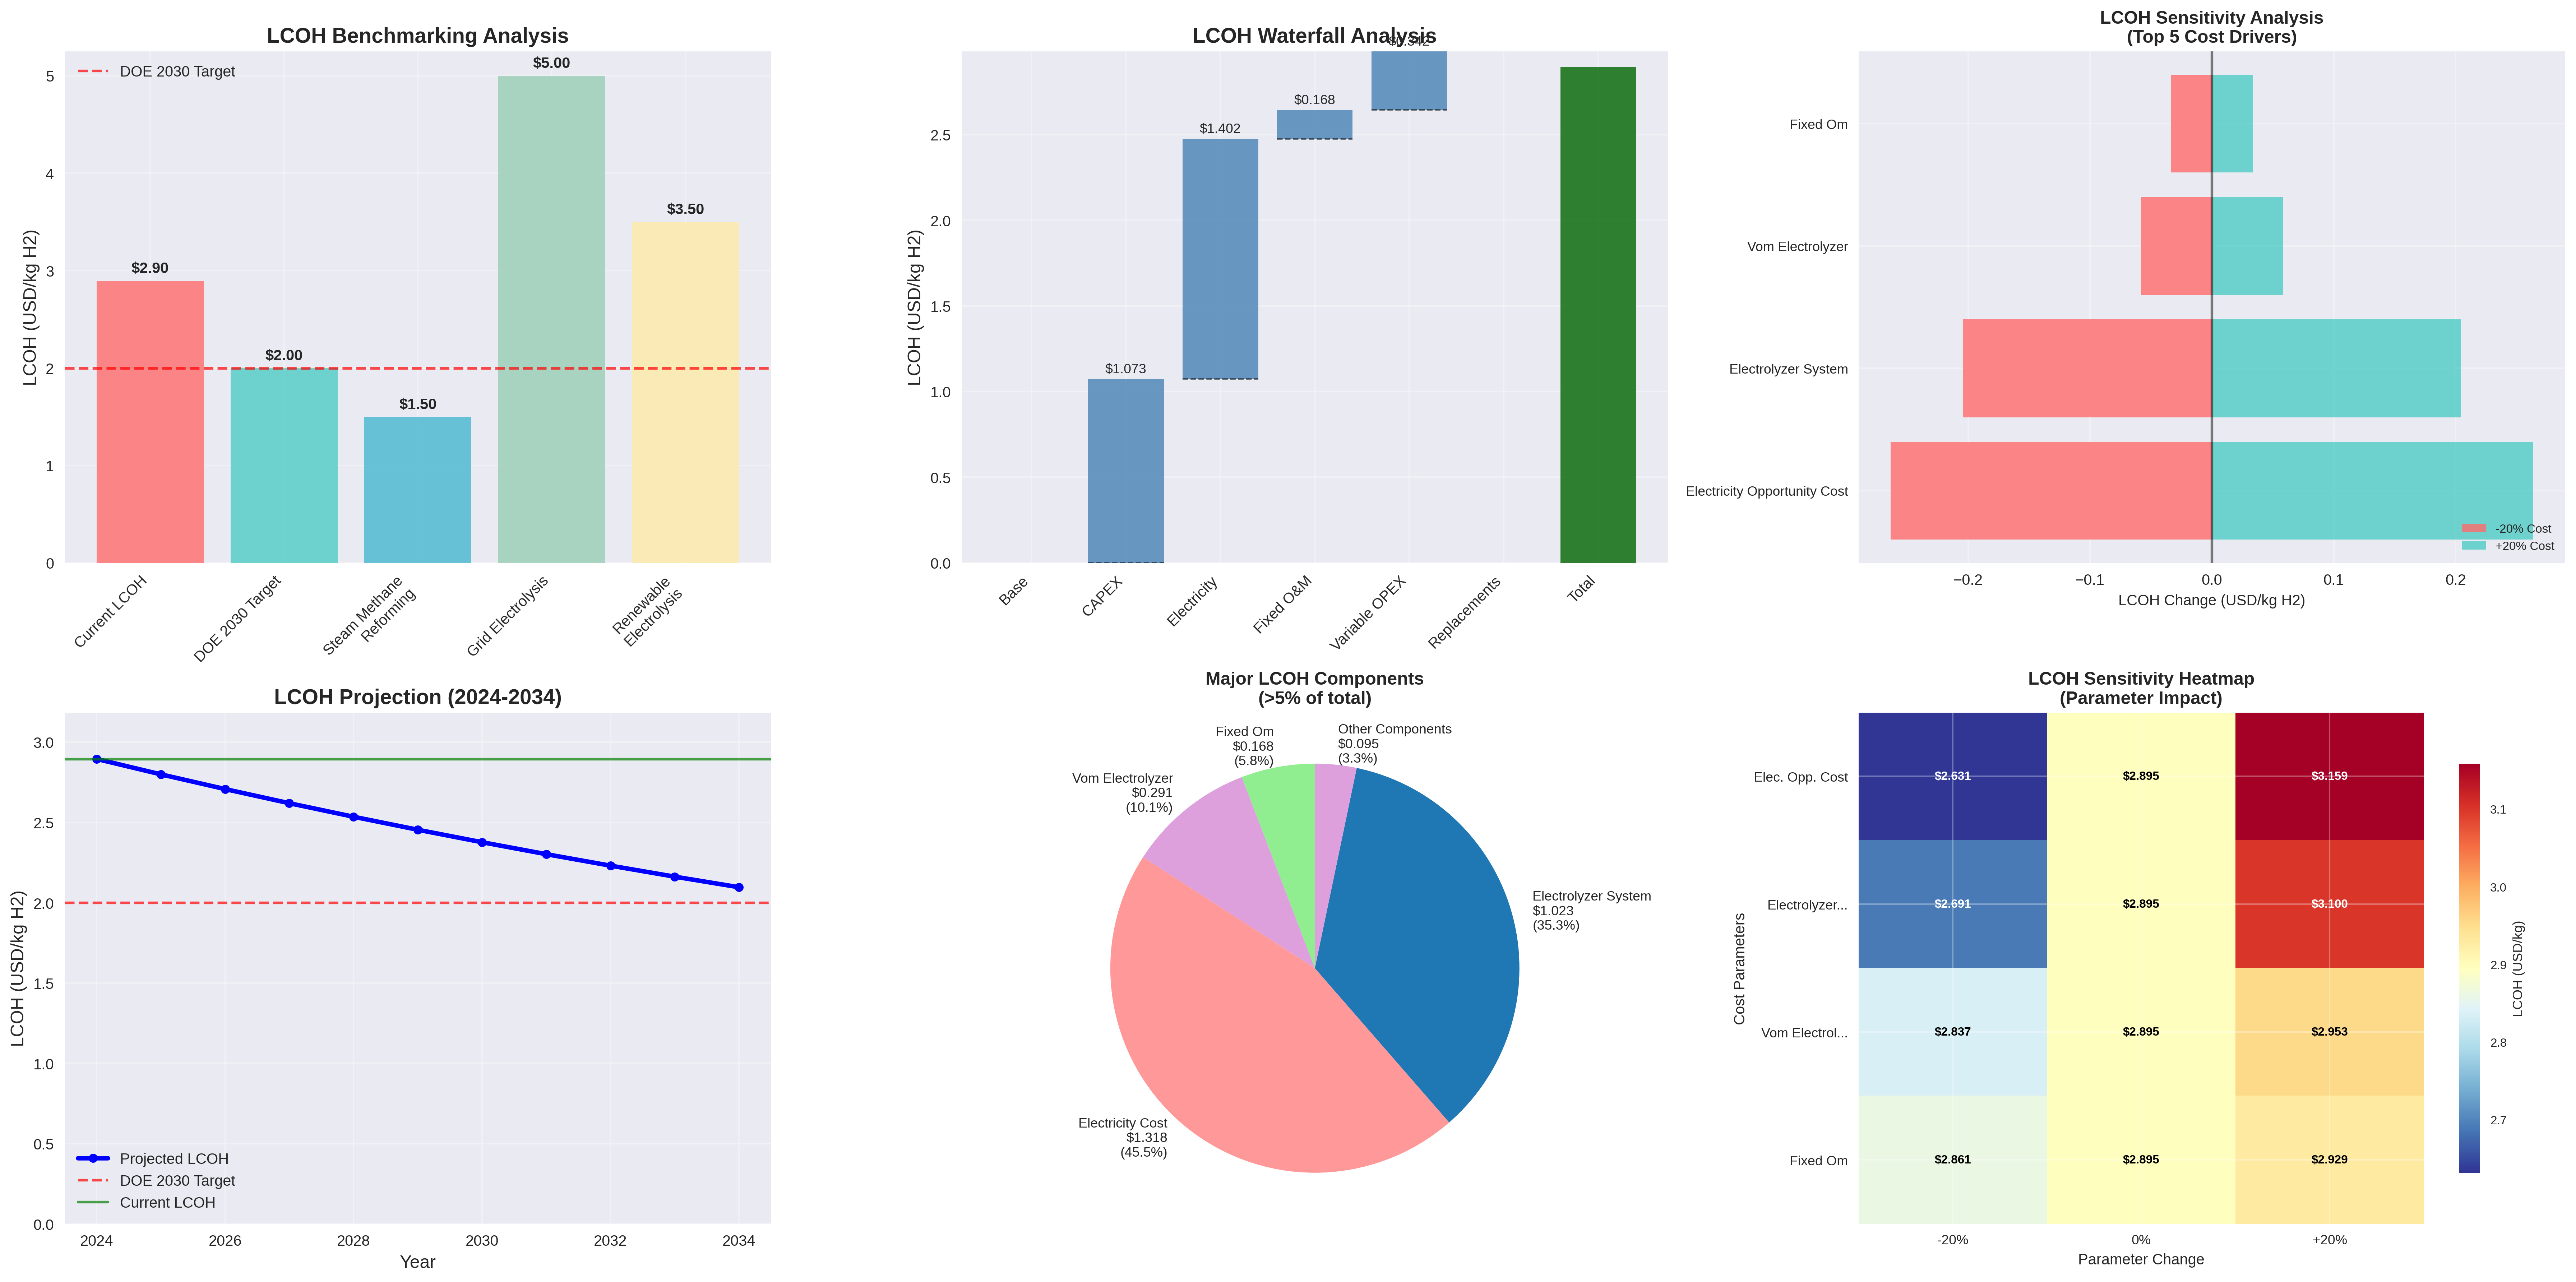 LCOH Benchmarking Analysis
DOE 2030 Target
LCOH (USD/kg H2)
5
4
3
2
1
0
$2.90
$2.00
$1.50
$5.00
$3.50
Current LCOH
DOE 2030 Target
Steam Methane
Reforming
Grid Electrolysis
Renewable
Electrolysis
LCOH Waterfall Analysis
LCOH (USD/kg H2)
2.5
2.0
1.5
1.0
0.5
0.0
$1.073
$1.402
$0.168
$0.342
Base
CAPEX
Electricity
Fixed O&M
Variable OPEX
Replacements
Total
LCOH Sensitivity Analysis
(Top 5 Cost Drivers)
Fixed Om
Vom Electrolyzer
Electrolyzer System
Electricity Opportunity Cost
-20% Cost
+20% Cost
−0.2
−0.1
0.0
0.1
0.2
LCOH Change (USD/kg H2)
LCOH Projection (2024-2034)
LCOH (USD/kg H2)
3.0
2.5
2.0
1.5
1.0
0.5
0.0
Projected LCOH
DOE 2030 Target
Current LCOH
2024
2026
2028
2030
2032
2034
Year
Major LCOH Components
(>5% of total)
Fixed Om
$0.168
(5.8%)
Other Components
$0.095
(3.3%)
Vom Electrolyzer
$0.291
(10.1%)
Electrolyzer System
$1.023
(35.3%)
Electricity Cost
$1.318
(45.5%)
LCOH Sensitivity Heatmap
(Parameter Impact)
Cost Parameters
Elec. Opp. Cost
$2.631
$2.895
$3.159
Electrolyzer...
$2.691
$2.895
$3.100
Vom Electrol...
$2.837
$2.895
$2.953
Fixed Om
$2.861
$2.895
$2.929
-20%
0%
+20%
Parameter Change
3.1
3.0
2.9
2.8
2.7
LCOH (USD/kg)